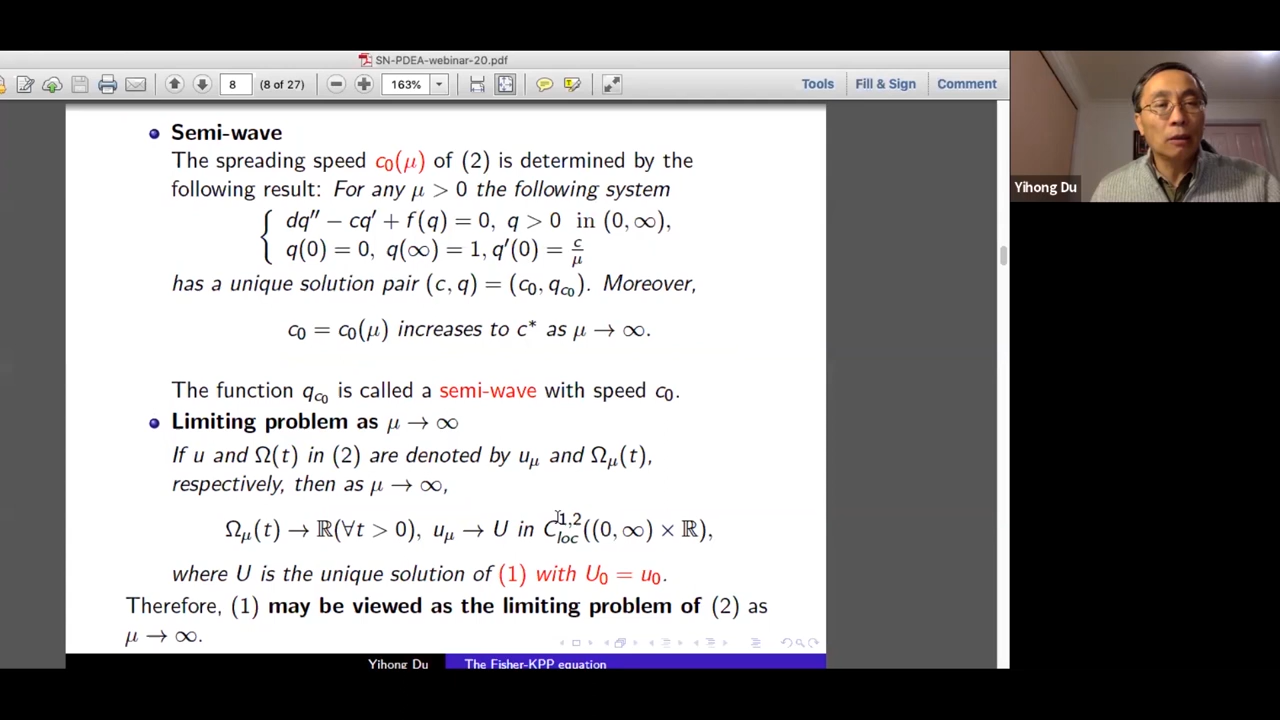 SN-PDEA-webinar-20.pdf
8 (8 of 27) 163% Tools Fill & Sign Comment
Semi-wave
The spreading speed c₀(μ) of (2) is determined by the
following result: For any μ > 0 the following system
dq″ − cq′ + f(q) = 0, q > 0 in (0, ∞),
q(0) = 0, q(∞) = 1, q′(0) = c/μ
has a unique solution pair (c, q) = (c₀, q_{c₀}). Moreover,
c₀ = c₀(μ) increases to c* as μ → ∞.
The function q_{c₀} is called a semi-wave with speed c₀.
Limiting problem as μ → ∞
If u and Ω(t) in (2) are denoted by u_μ and Ω_μ(t),
respectively, then as μ → ∞,
Ω_μ(t) → ℝ(∀t > 0), u_μ → U in C^{1,2}_{loc}((0, ∞) × ℝ),
where U is the unique solution of (1) with U₀ = u₀.
Therefore, (1) may be viewed as the limiting problem of (2) as
μ → ∞.
Yihong Du The Fisher-KPP equation
Yihong Du